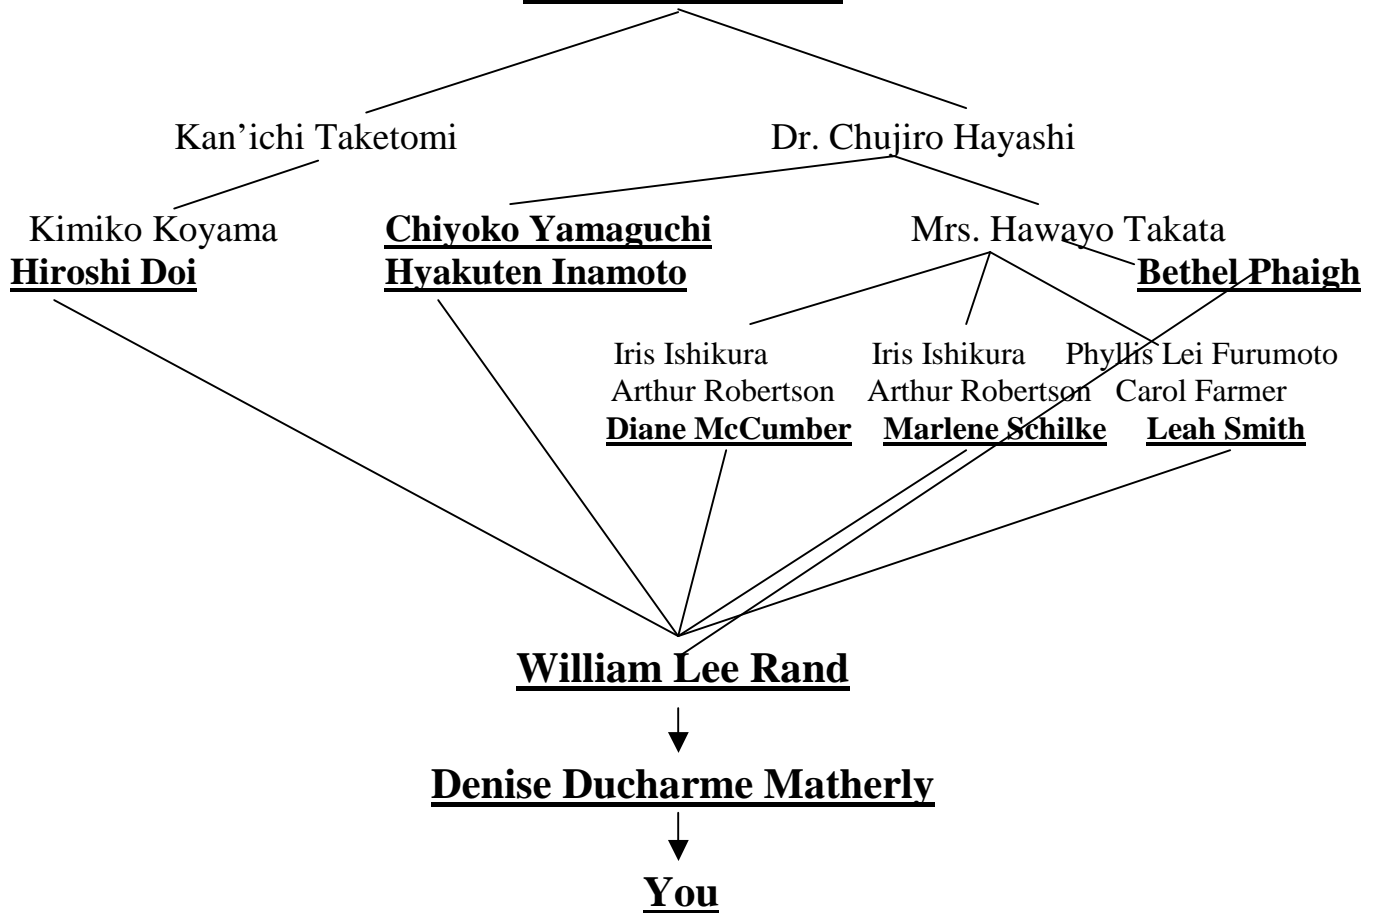 Kan’ichi Taketomi Dr. Chujiro Hayashi
Kimiko Koyama Chiyoko Yamaguchi Mrs. Hawayo Takata
Hiroshi Doi Hyakuten Inamoto Bethel Phaigh
Iris Ishikura Iris Ishikura Phyllis Lei Furumoto
Arthur Robertson Arthur Robertson Carol Farmer
Diane McCumber Marlene Schilke Leah Smith
William Lee Rand
Denise Ducharme Matherly
You